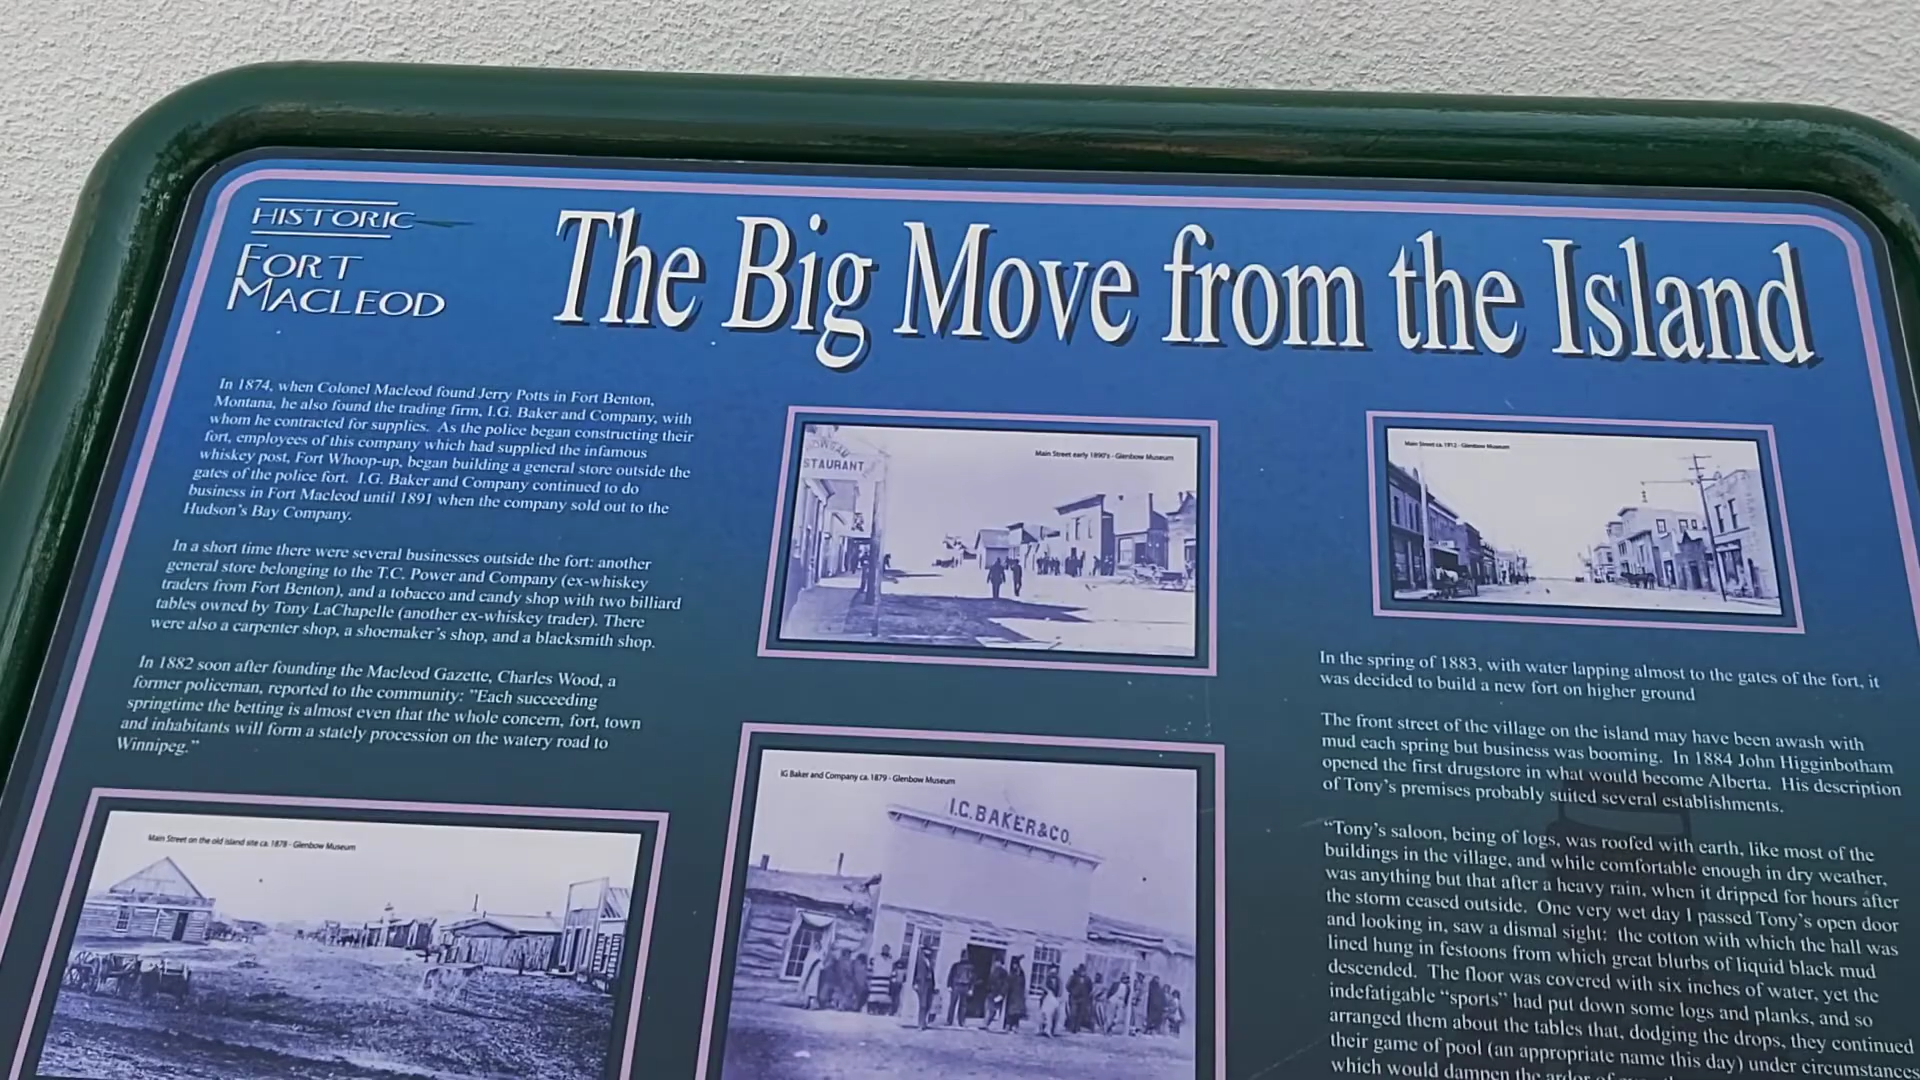 HISTORIC
FORT
MACLEOD
The Big Move from the Island
In 1874, when Colonel Macleod found Jerry Potts in Fort Benton,
Montana, he also found the trading firm, I.G. Baker and Company, with
whom he contracted for supplies. As the police began constructing their
fort, employees of this company which had supplied the infamous
whiskey post, Fort Whoop-up, began building a general store outside the
gates of the police fort. I.G. Baker and Company continued to do
business in Fort Macleod until 1891 when the company sold out to the
Hudson's Bay Company.
In a short time there were several businesses outside the fort: another
general store belonging to the T.C. Power and Company (ex-whiskey
traders from Fort Benton), and a tobacco and candy shop with two billiard
tables owned by Tony LaChapelle (another ex-whiskey trader). There
were also a carpenter shop, a shoemaker's shop, and a blacksmith shop.
In 1882 soon after founding the Macleod Gazette, Charles Wood, a
former policeman, reported to the community: "Each succeeding
springtime the betting is almost even that the whole concern, fort, town
and inhabitants will form a stately procession on the watery road to
Winnipeg."
Main Street on the old island site ca. 1878 - Glenbow Museum
STAURANT
Main Street early 1890's - Glenbow Museum
IG Baker and Company ca. 1879 - Glenbow Museum
I.G. BAKER & CO.
Main Street ca. 1912 - Glenbow Museum
In the spring of 1883, with water lapping almost to the gates of the fort, it
was decided to build a new fort on higher ground
The front street of the village on the island may have been awash with
mud each spring but business was booming. In 1884 John Higginbotham
opened the first drugstore in what would become Alberta. His description
of Tony's premises probably suited several establishments.
"Tony's saloon, being of logs, was roofed with earth, like most of the
buildings in the village, and while comfortable enough in dry weather,
was anything but that after a heavy rain, when it dripped for hours after
the storm ceased outside. One very wet day I passed Tony's open door
and looking in, saw a dismal sight: the cotton with which the hall was
lined hung in festoons from which great blurbs of liquid black mud
descended. The floor was covered with six inches of water, yet the
indefatigable "sports" had put down some logs and planks, and so
arranged them about the tables that, dodging the drops, they continued
their game of pool (an appropriate name this day) under circumstances
which would dampen the ardor of